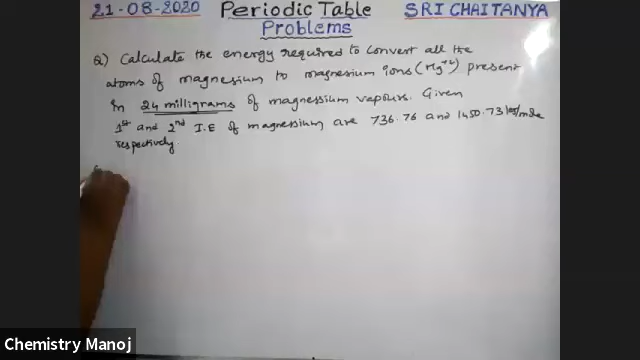 21-08-2020 Periodic Table SRI CHAITANYA
Problems
Q) Calculate the energy required to convert all the
atoms of magnesium to magnesium ions (Mg+2) present
in 24 milligrams of magnessium vapours. Given
1st and 2nd I.E of magnessium are 736.76 and 1450.73 kJ/mole
respectively.
Chemistry Manoj